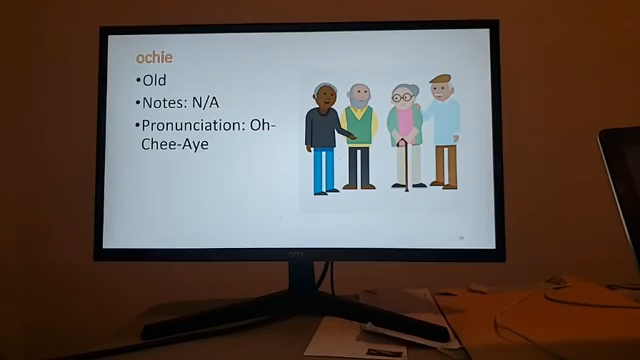 ochie
•Old
•Notes: N/A
•Pronunciation: Oh-
Chee-Aye